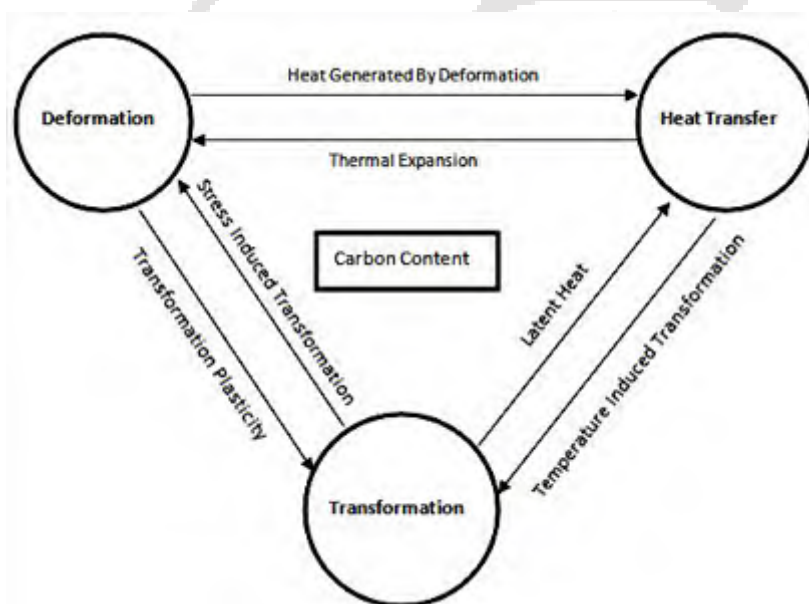 Heat Generated By Deformation
Deformation
Heat Transfer
Thermal Expansion
Stress Induced Transformation
Carbon Content
Transformation Plasticity
Latent Heat
Temperature Induced Transformation
Transformation